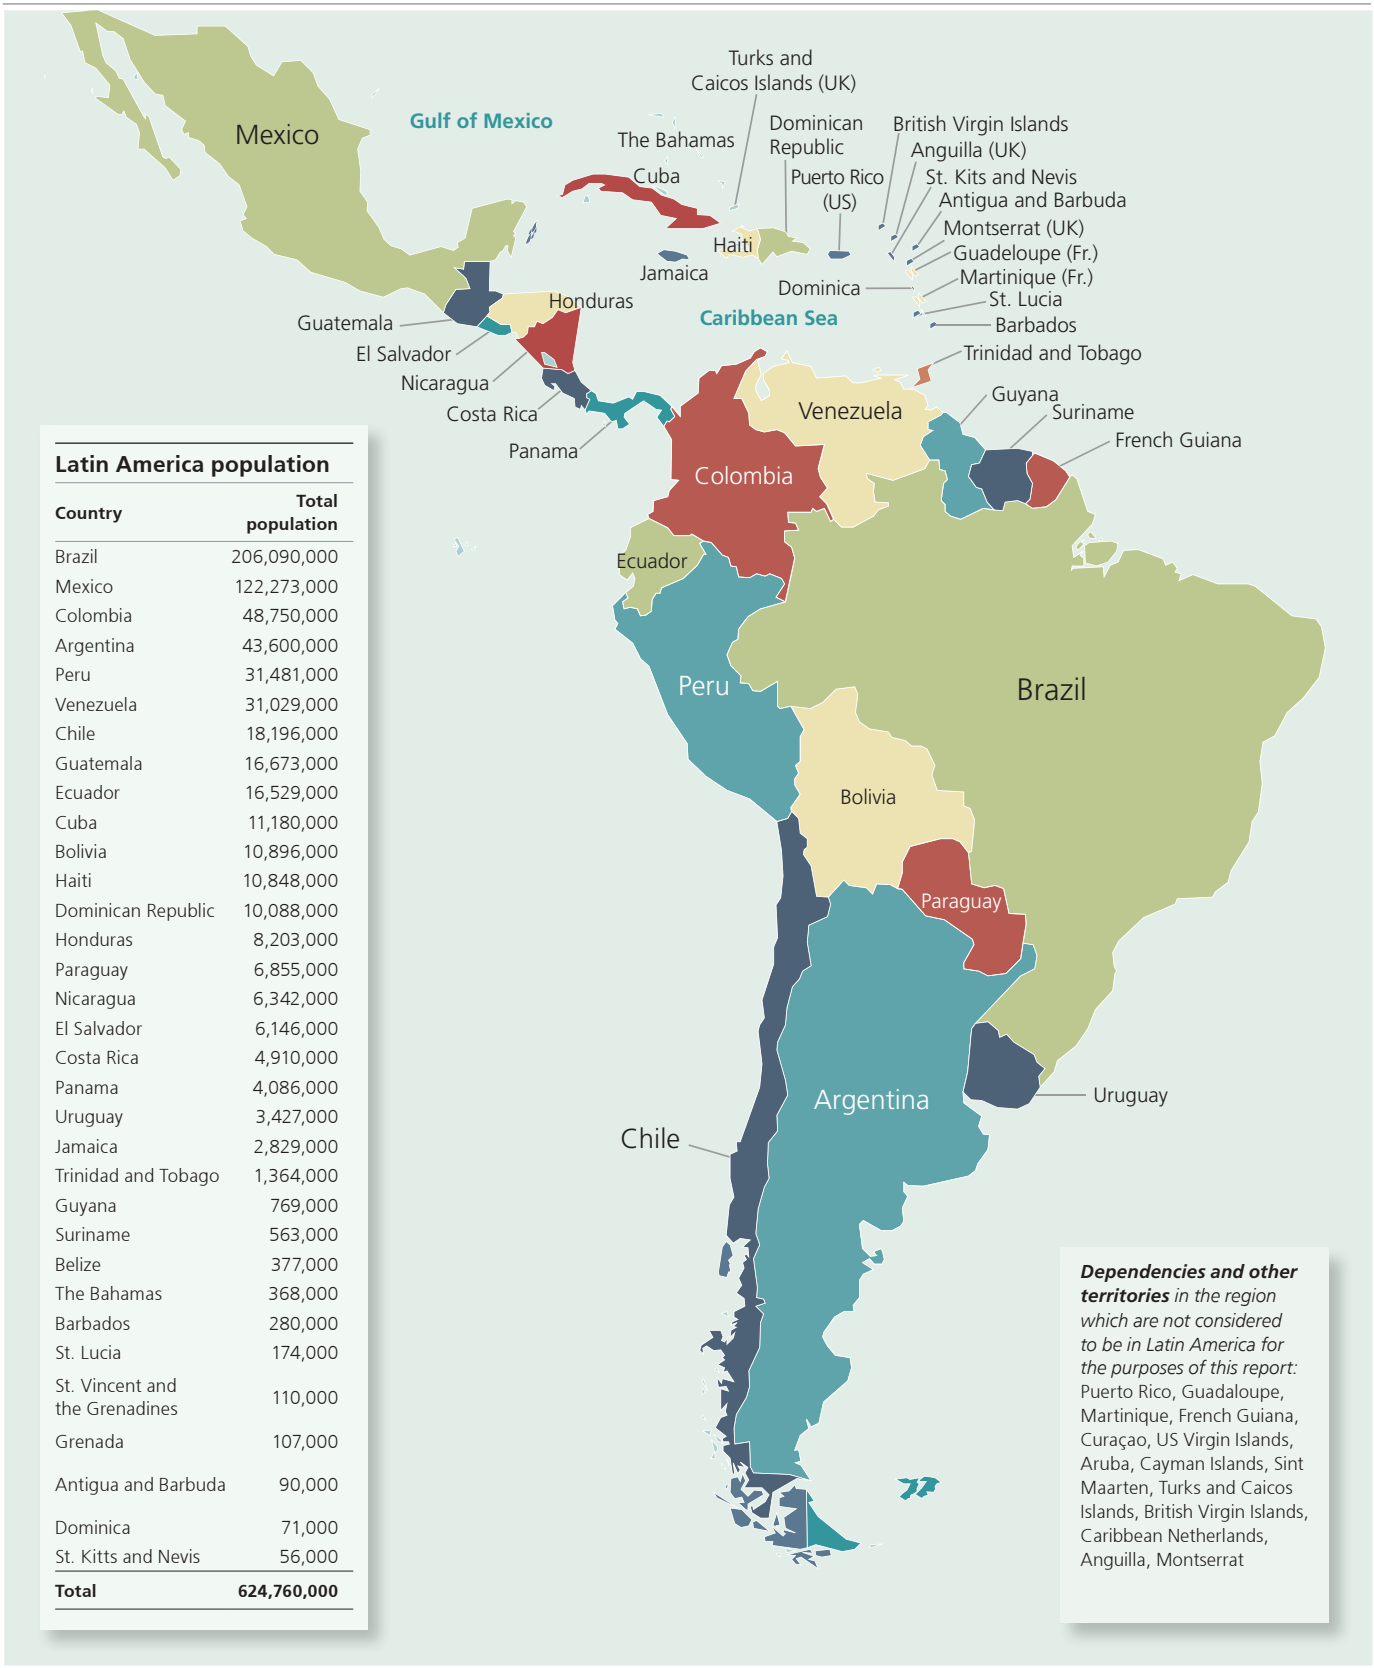 Turks and
Caicos Islands (UK)
Gulf of Mexico
Mexico
The Bahamas
Dominican
Republic
British Virgin Islands
Anguilla (UK)
Cuba
Puerto Rico
(US)
St. Kits and Nevis
Antigua and Barbuda
Montserrat (UK)
Haiti
Guadeloupe (Fr.)
Jamaica
Martinique (Fr.)
Dominica
St. Lucia
Honduras
Caribbean Sea
Barbados
Guatemala
El Salvador
Trinidad and Tobago
Nicaragua
Guyana
Costa Rica
Venezuela
Suriname
Panama
French Guiana
Colombia
Ecuador
Peru
Brazil
Bolivia
Paraguay
Argentina
Uruguay
Chile
Latin America population
Country Total
population
Brazil 206,090,000
Mexico 122,273,000
Colombia 48,750,000
Argentina 43,600,000
Peru 31,481,000
Venezuela 31,029,000
Chile 18,196,000
Guatemala 16,673,000
Ecuador 16,529,000
Cuba 11,180,000
Bolivia 10,896,000
Haiti 10,848,000
Dominican Republic 10,088,000
Honduras 8,203,000
Paraguay 6,855,000
Nicaragua 6,342,000
El Salvador 6,146,000
Costa Rica 4,910,000
Panama 4,086,000
Uruguay 3,427,000
Jamaica 2,829,000
Trinidad and Tobago 1,364,000
Guyana 769,000
Suriname 563,000
Belize 377,000
The Bahamas 368,000
Barbados 280,000
St. Lucia 174,000
St. Vincent and
the Grenadines 110,000
Grenada 107,000
Antigua and Barbuda 90,000
Dominica 71,000
St. Kitts and Nevis 56,000
Total 624,760,000
Dependencies and other
territories in the region
which are not considered
to be in Latin America for
the purposes of this report:
Puerto Rico, Guadaloupe,
Martinique, French Guiana,
Curaçao, US Virgin Islands,
Aruba, Cayman Islands, Sint
Maarten, Turks and Caicos
Islands, British Virgin Islands,
Caribbean Netherlands,
Anguilla, Montserrat